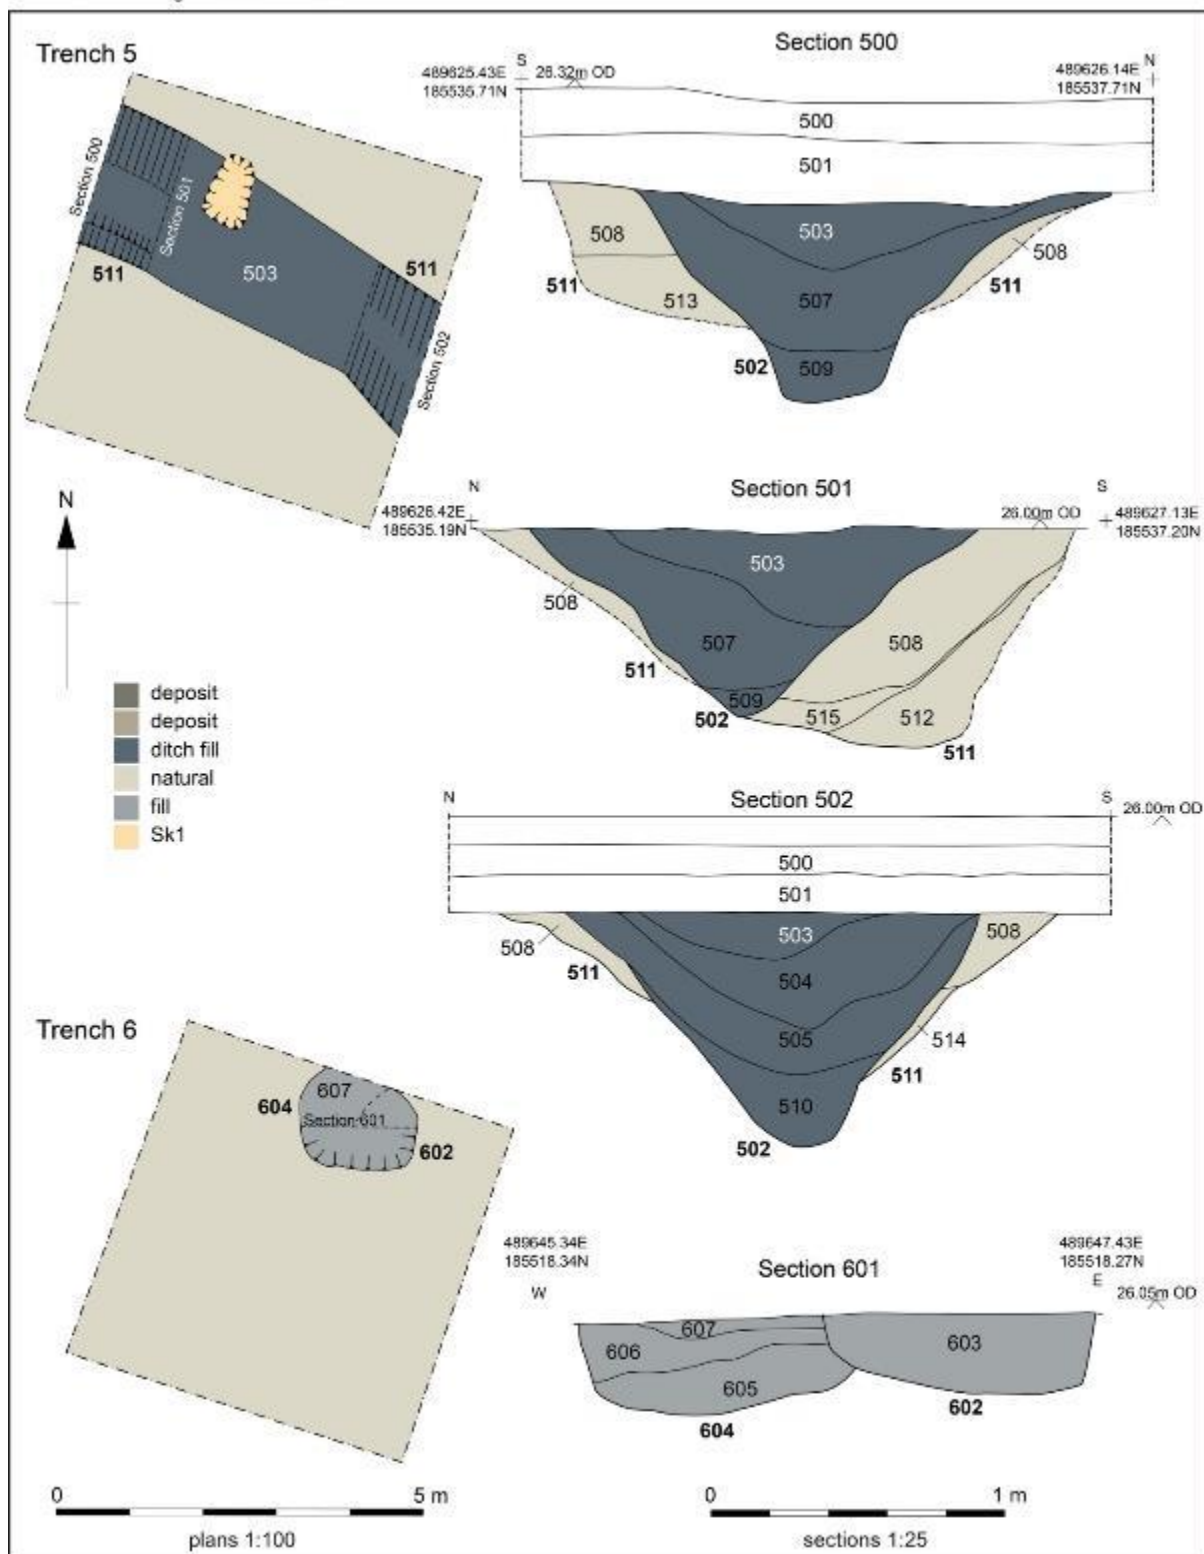 Trench 5
Section 500
S
N
489625.43E
185535.71N
26.32m OD
489626.14E
185537.71N
500
501
503
508
508
511
513
507
511
502
509
Section 500
Section 501
511
503
511
Section 502
Section 501
N
S
489626.42E
185535.19N
26.00m OD
489627.13E
185537.20N
503
508
507
508
511
509
502
515
512
511
N
deposit
deposit
ditch fill
natural
fill
Sk1
Section 502
N
S
26.00m OD
500
501
503
508
508
511
504
505
514
511
510
502
Trench 6
607
604
Section 601
602
489645.34E
185518.34N
489647.43E
185518.27N
Section 601
W
E
26.05m OD
607
606
603
605
602
604
0
5 m
plans 1:100
0
1 m
sections 1:25